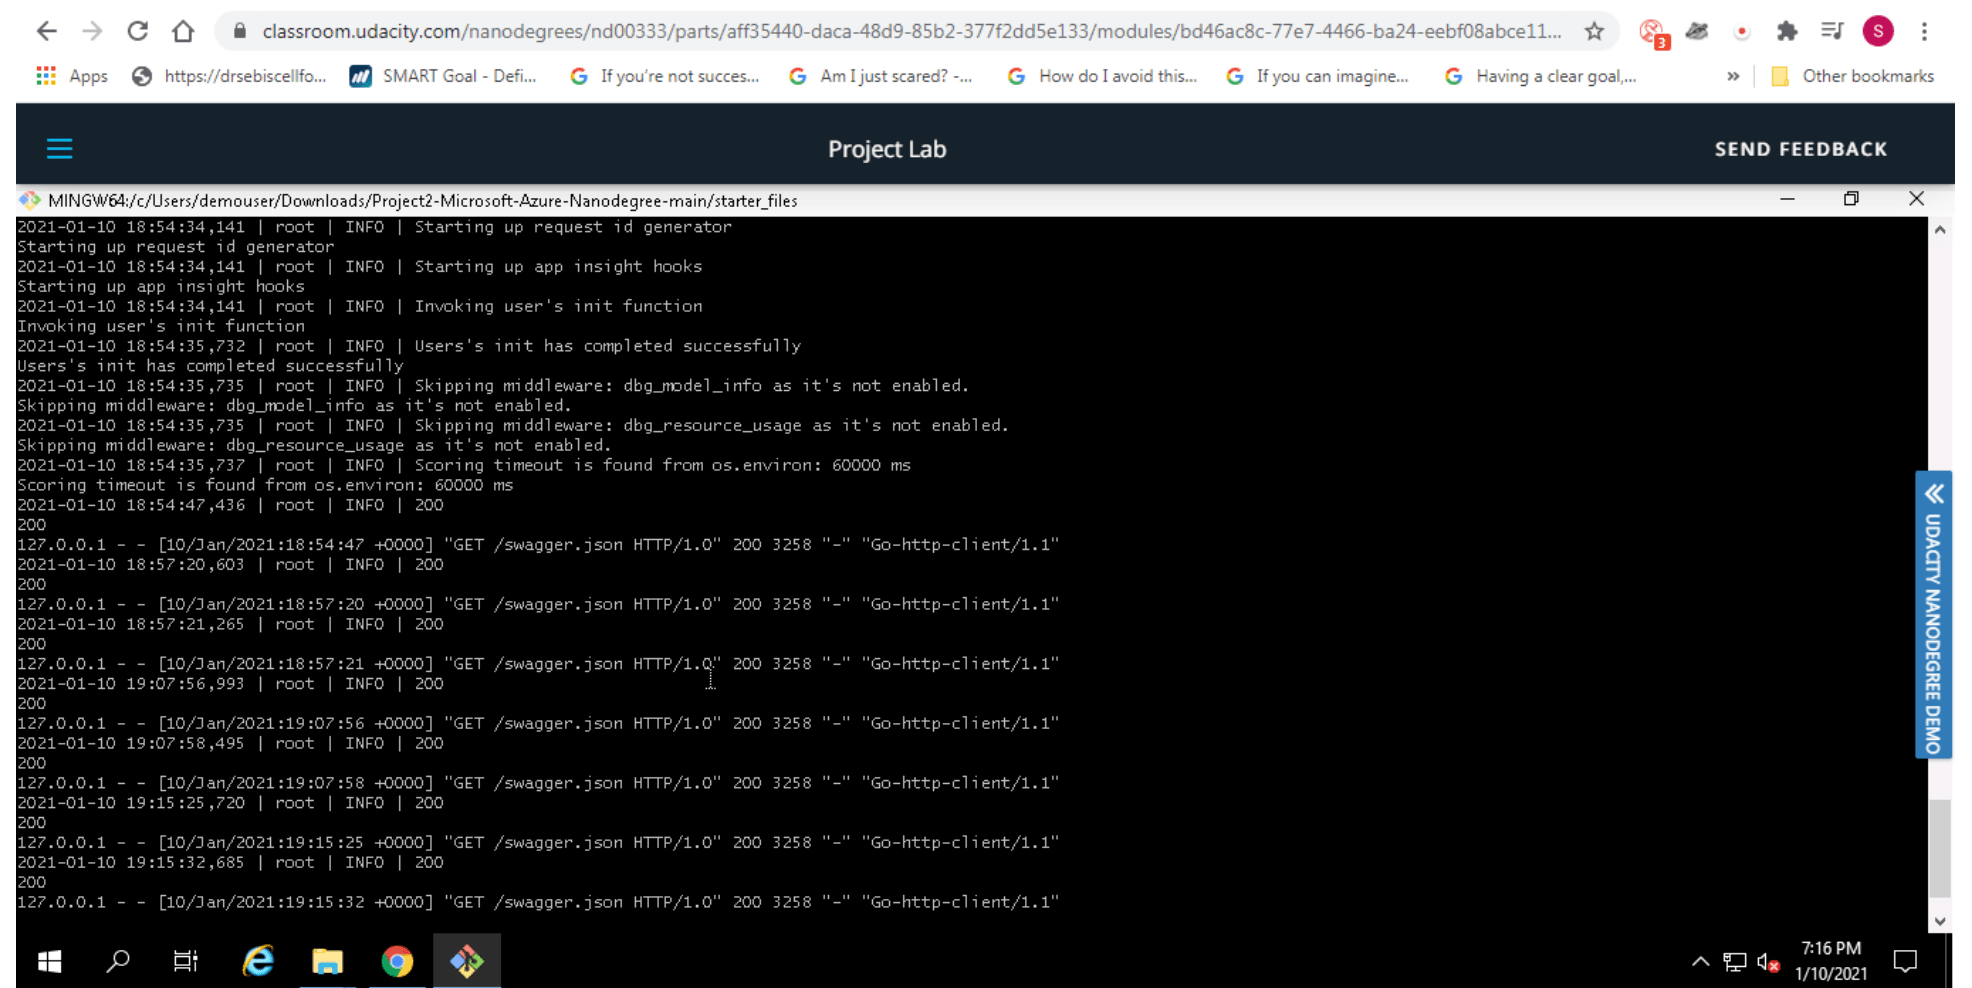 classroom.udacity.com/nanodegrees/nd00333/parts/aff35440-daca-48d9-85b2-377f2dd5e133/modules/bd46ac8c-77e7-4466-ba24-eebf08abce11...
3
S
Apps
https://drsebiscellfo...
SMART Goal - Defi...
If you're not succes...
Am I just scared? -...
How do I avoid this...
If you can imagine...
Having a clear goal,...
»
Other bookmarks
Project Lab
SEND FEEDBACK
MINGW64:/c/Users/demouser/Downloads/Project2-Microsoft-Azure-Nanodegree-main/starter_files
2021-01-10 18:54:34,141 | root | INFO | Starting up request id generator
Starting up request id generator
2021-01-10 18:54:34,141 | root | INFO | Starting up app insight hooks
Starting up app insight hooks
2021-01-10 18:54:34,141 | root | INFO | Invoking user's init function
Invoking user's init function
2021-01-10 18:54:35,732 | root | INFO | Users's init has completed successfully
Users's init has completed successfully
2021-01-10 18:54:35,735 | root | INFO | Skipping middleware: dbg_model_info as it's not enabled.
Skipping middleware: dbg_model_info as it's not enabled.
2021-01-10 18:54:35,735 | root | INFO | Skipping middleware: dbg_resource_usage as it's not enabled.
Skipping middleware: dbg_resource_usage as it's not enabled.
2021-01-10 18:54:35,737 | root | INFO | Scoring timeout is found from os.environ: 60000 ms
Scoring timeout is found from os.environ: 60000 ms
2021-01-10 18:54:47,436 | root | INFO | 200
200
127.0.0.1 - - [10/Jan/2021:18:54:47 +0000] "GET /swagger.json HTTP/1.0" 200 3258 "-" "Go-http-client/1.1"
2021-01-10 18:57:20,603 | root | INFO | 200
200
127.0.0.1 - - [10/Jan/2021:18:57:20 +0000] "GET /swagger.json HTTP/1.0" 200 3258 "-" "Go-http-client/1.1"
2021-01-10 18:57:21,265 | root | INFO | 200
200
127.0.0.1 - - [10/Jan/2021:18:57:21 +0000] "GET /swagger.json HTTP/1.0" 200 3258 "-" "Go-http-client/1.1"
2021-01-10 19:07:56,993 | root | INFO | 200
200
127.0.0.1 - - [10/Jan/2021:19:07:56 +0000] "GET /swagger.json HTTP/1.0" 200 3258 "-" "Go-http-client/1.1"
2021-01-10 19:07:58,495 | root | INFO | 200
200
127.0.0.1 - - [10/Jan/2021:19:07:58 +0000] "GET /swagger.json HTTP/1.0" 200 3258 "-" "Go-http-client/1.1"
2021-01-10 19:15:25,720 | root | INFO | 200
200
127.0.0.1 - - [10/Jan/2021:19:15:25 +0000] "GET /swagger.json HTTP/1.0" 200 3258 "-" "Go-http-client/1.1"
2021-01-10 19:15:32,685 | root | INFO | 200
200
127.0.0.1 - - [10/Jan/2021:19:15:32 +0000] "GET /swagger.json HTTP/1.0" 200 3258 "-" "Go-http-client/1.1"
UDACITY NANODEGREE DEMO
7:16 PM
1/10/2021